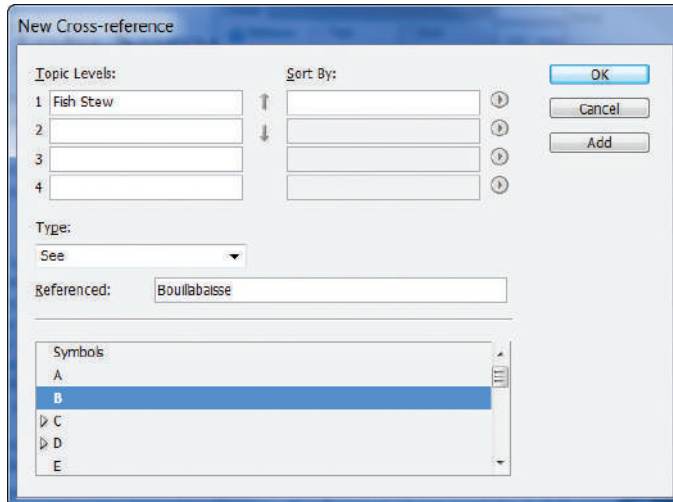 New Cross-reference
Topic Levels:
Sort By:
OK
1 Fish Stew
Cancel
2
Add
3
4
Type:
See
Referenced: Bouillabaisse
Symbols
A
B
C
D
E